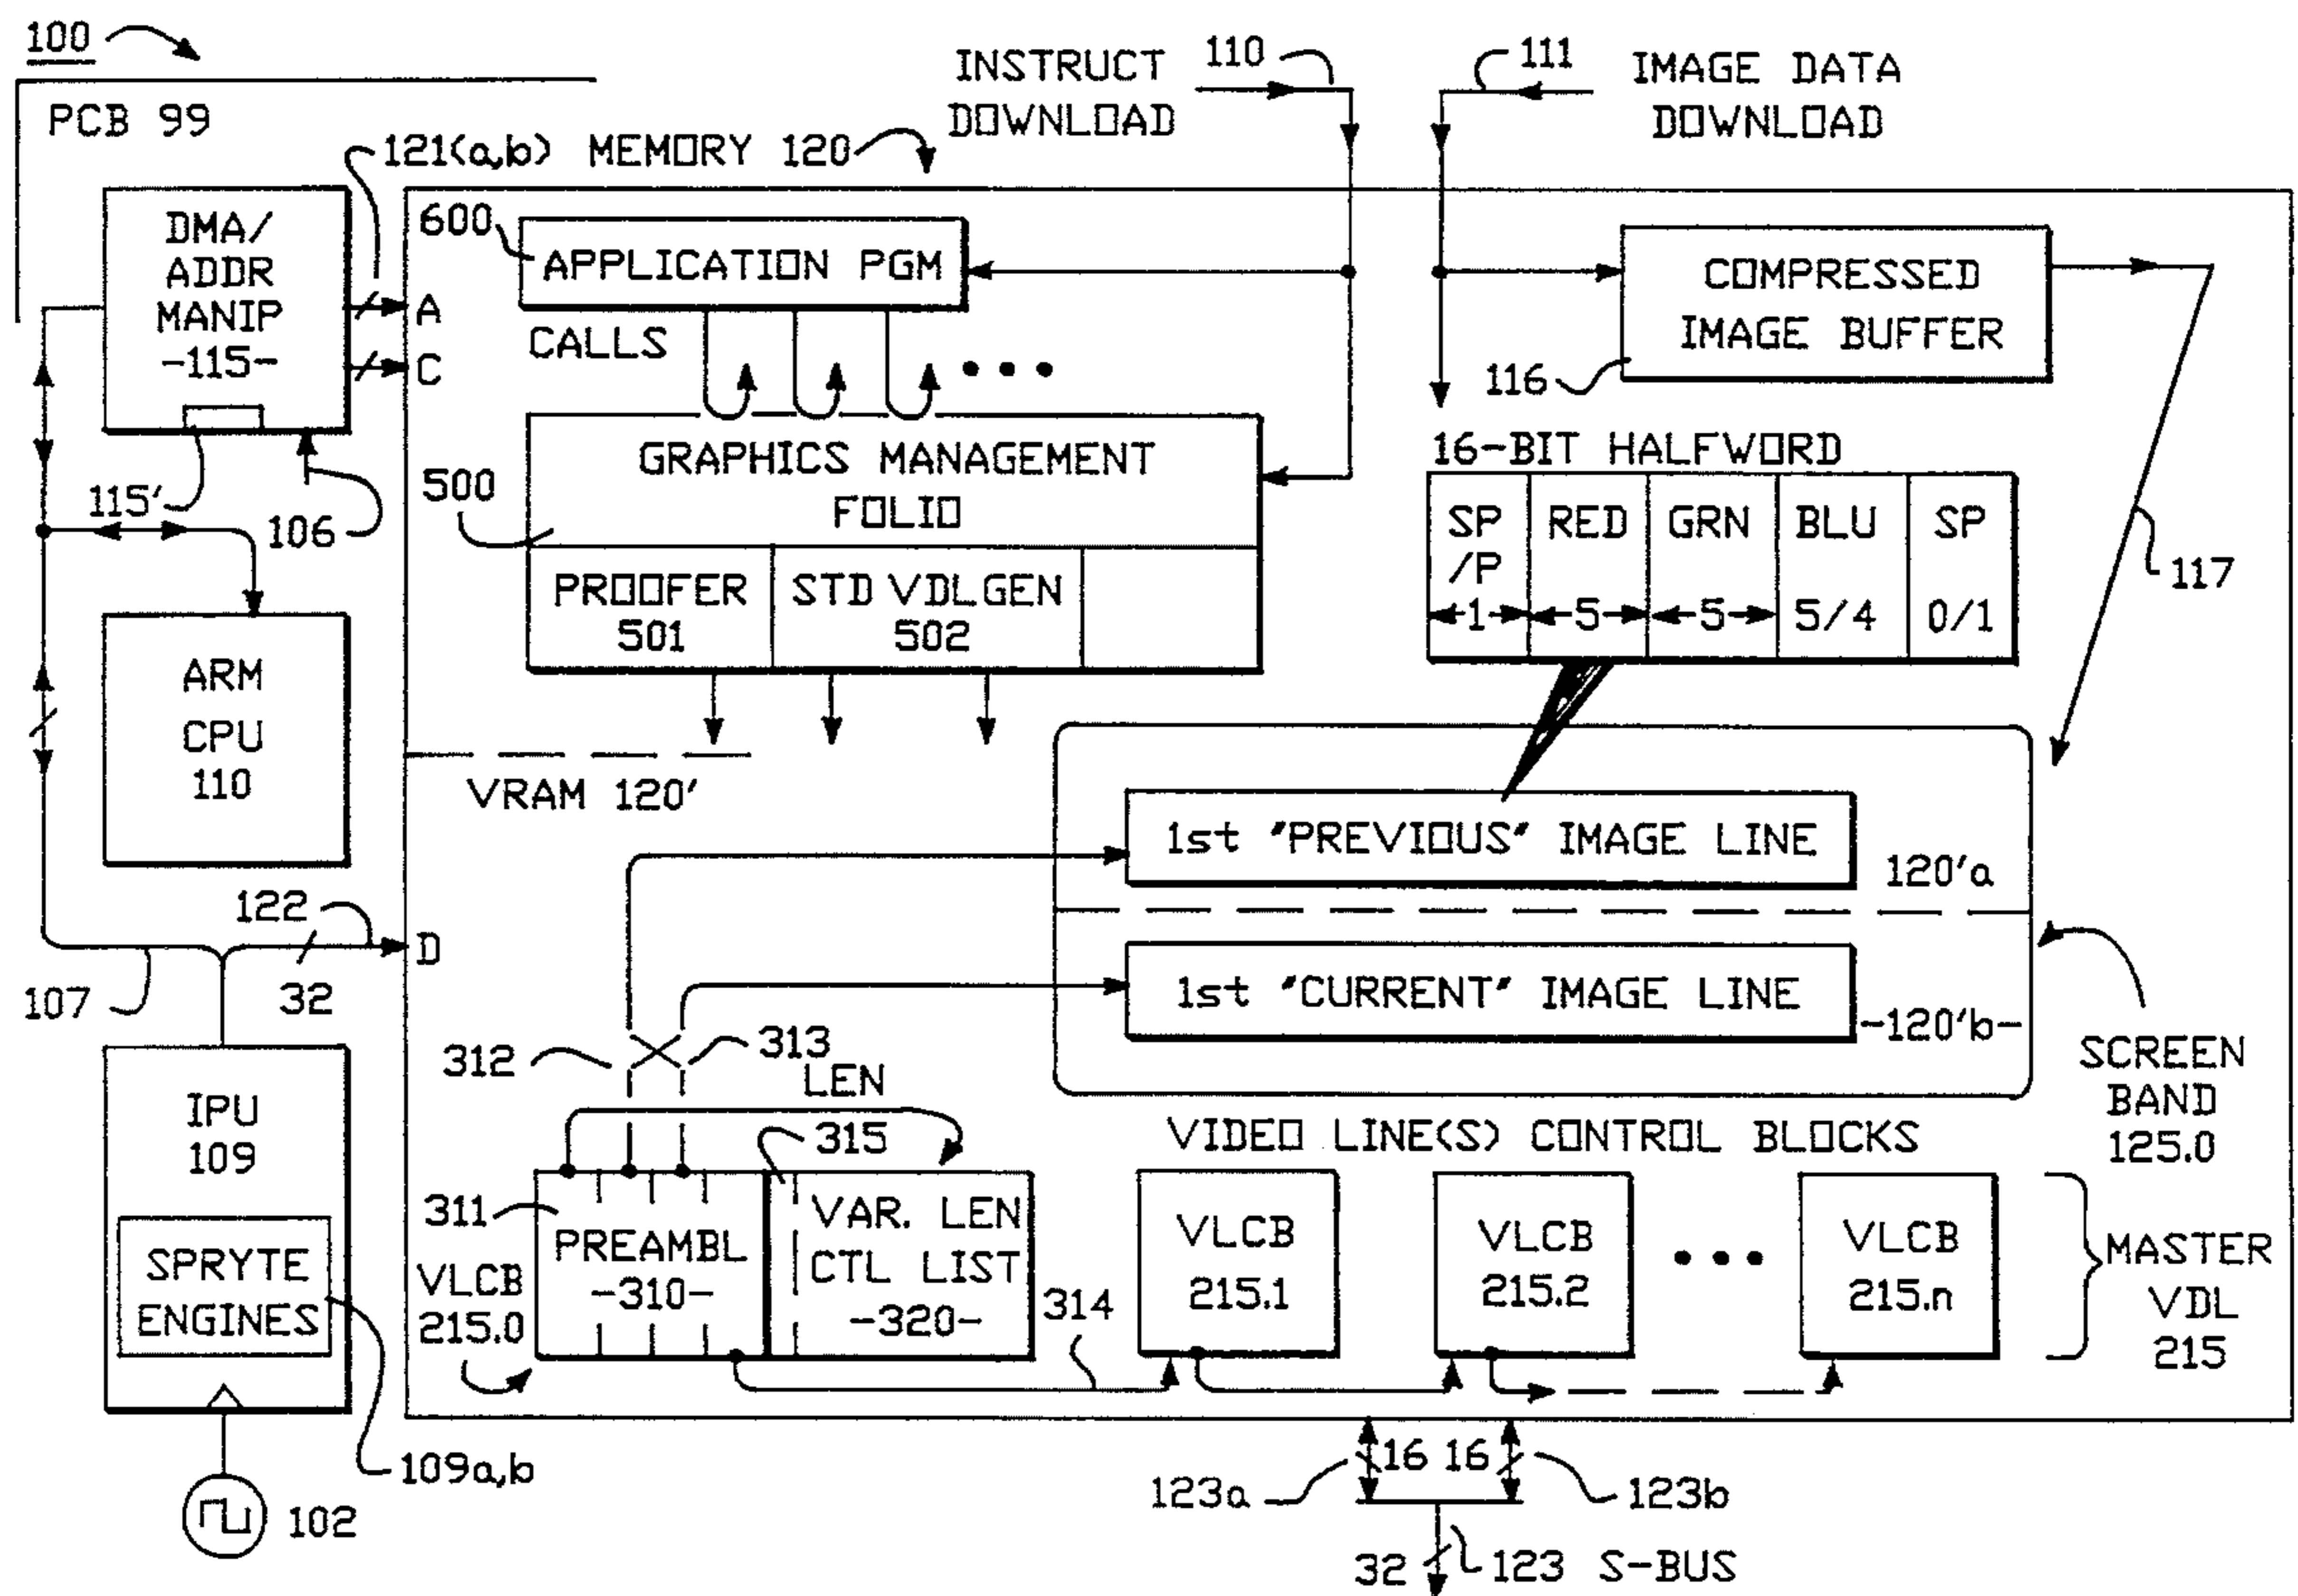 100
PCB 99
INSTRUCT
DOWNLOAD
110
111
IMAGE DATA
DOWNLOAD
121(a,b)
MEMORY 120
DMA/
ADDR
MANIP
-115-
A
C
115'
106
600
APPLICATION PGM
CALLS
• • •
COMPRESSED
IMAGE BUFFER
116
117
500
GRAPHICS MANAGEMENT
FOLIO
PROOFER
501
STD VDLGEN
502
16-BIT HALFWORD
SP
/P
1
RED
5
GRN
5
BLU
5/4
SP
0/1
ARM
CPU
110
VRAM 120'
1st "PREVIOUS" IMAGE LINE
120'a
1st "CURRENT" IMAGE LINE
-120'b-
SCREEN
BAND
125.0
122
D
32
107
312
313
LEN
315
IPU
109
SPRYTE
ENGINES
109a,b
102
311
PREAMBL
-310-
VLCB
215.0
VAR. LEN
CTL LIST
-320-
314
VIDEO LINE(S) CONTROL BLOCKS
VLCB
215.1
VLCB
215.2
• • •
VLCB
215.n
MASTER
VDL
215
123a
16
16
123b
32
123 S-BUS